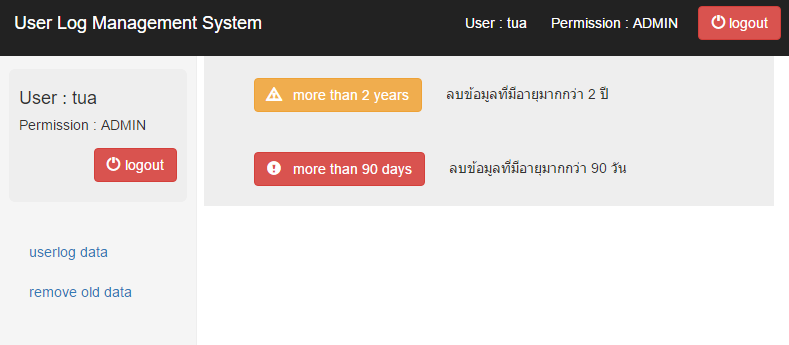 User Log Management System
User : tua
Permission : ADMIN
logout
User : tua
Permission : ADMIN
logout
userlog data
remove old data
more than 2 years
ลบข้อมูลที่มีอายุมากกว่า 2 ปี
more than 90 days
ลบข้อมูลที่มีอายุมากกว่า 90 วัน